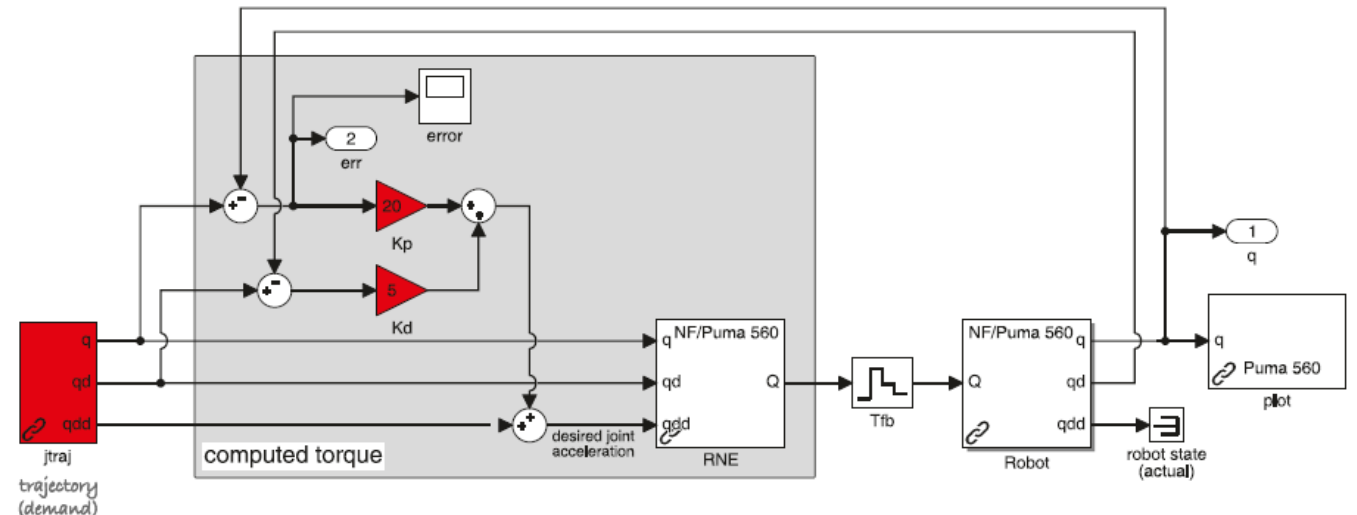 error
2
err
20
Kp
5
Kd
1
q
q
qd
qdd
jtraj
trajectory
(demand)
computed torque
desired joint
acceleration
NF/Puma 560
q
qd
qdd
Q
RNE
Tfb
NF/Puma 560
Q
q
qd
qdd
Robot
robot state
(actual)
q
Puma 560
plot